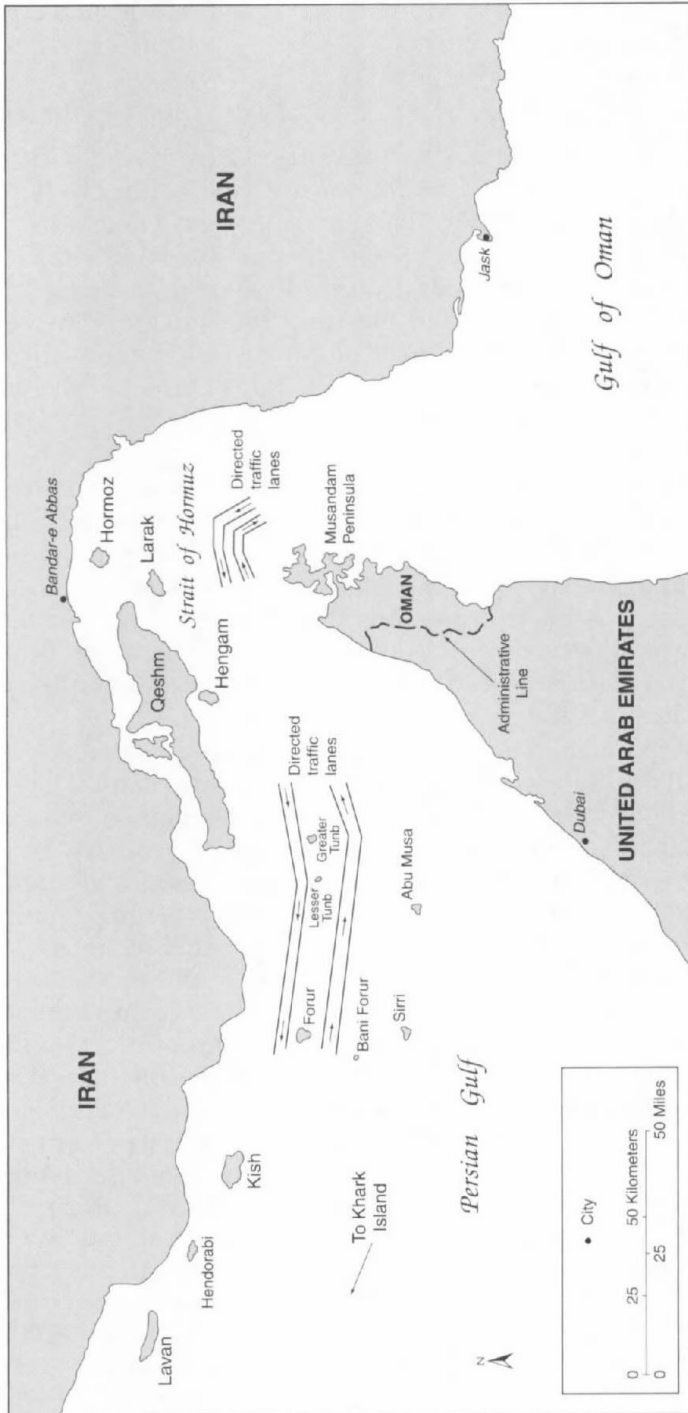 Bandar-e Abbas
IRAN
Hormoz
Larak
Strait of Hormuz
Qeshm
Hengam
Directed
traffic
lanes
Musandam
Peninsula
Jask
Gulf of Oman
IRAN
Lavan
Hendorabi
Kish
Directed
traffic
lanes
Greater
Tunb
Lesser
Tunb
Forur
Bani Forur
Sirri
Abu Musa
To Khark
Island
Persian Gulf
OMAN
Administrative
Line
Dubai
UNITED ARAB EMIRATES
N
City
0 25 50 Kilometers
0 25 50 Miles